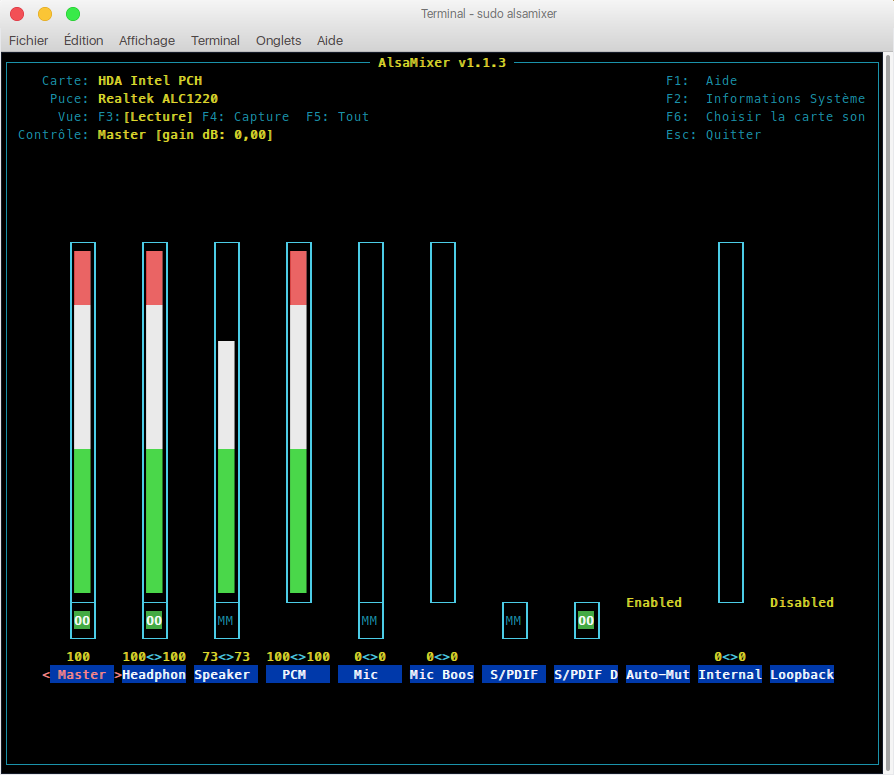 Terminal - sudo alsamixer
Fichier Édition Affichage Terminal Onglets Aide
AlsaMixer v1.1.3
Carte: HDA Intel PCH F1: Aide
Puce: Realtek ALC1220 F2: Informations Système
Vue: F3:[Lecture] F4: Capture F5: Tout F6: Choisir la carte son
Contrôle: Master [gain dB: 0,00] Esc: Quitter
Enabled Disabled
OO OO MM MM MM OO
100 100<>100 73<>73 100<>100 0<>0 0<>0 0<>0
< Master >Headphon Speaker PCM Mic Mic Boos S/PDIF S/PDIF D Auto-Mut Internal Loopback